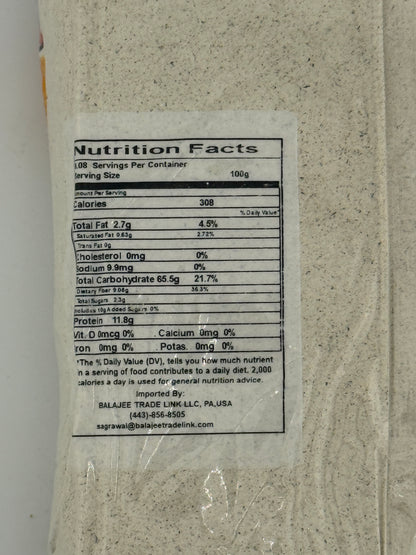 Nutrition Facts
.08 Servings Per Container
Serving Size 100g
Amount Per Serving
Calories 308
% Daily Value*
Total Fat 2.7g 4.5%
Saturated Fat 0.63g 2.72%
Trans Fat 0g
Cholesterol 0mg 0%
Sodium 9.9mg 0%
Total Carbohydrate 65.5g 21.7%
Dietary Fiber 9.08g 36.3%
Total Sugars 2.3g
Includes 10g Added Sugars 0%
Protein 11.8g
Vit. D 0mcg 0% . Calcium 0mg 0%
Iron 0mg 0% . Potas. 0mg 0%
*The % Daily Value (DV), tells you how much nutrient
in a serving of food contributes to a daily diet, 2,000
calories a day is used for general nutrition advice.
Imported By:
BALAJEE TRADE LINK LLC, PA,USA
(443)-856-8505
sagrawal@balajeetradelink.com